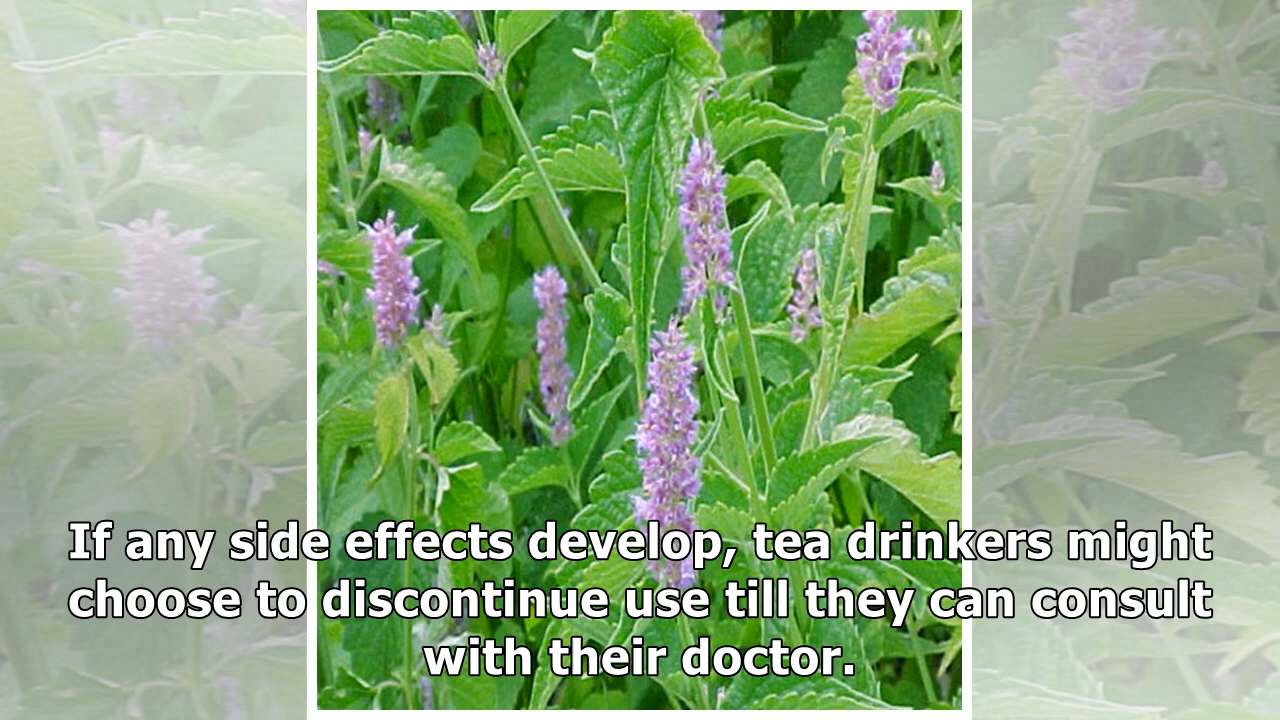 If any side effects develop, tea drinkers might
choose to discontinue use till they can consult
with their doctor.